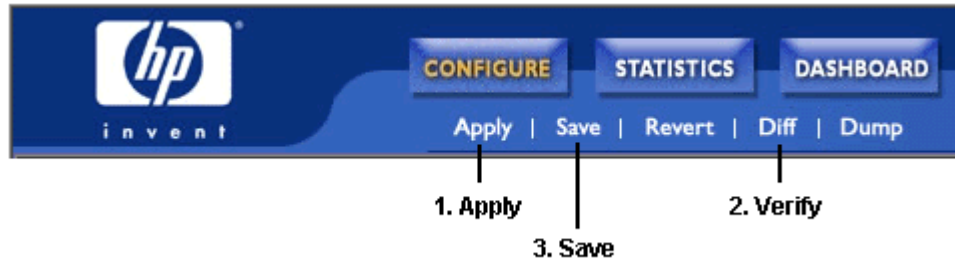 hp
invent
CONFIGURE STATISTICS DASHBOARD
Apply | Save | Revert | Diff | Dump
1. Apply 2. Verify
3. Save